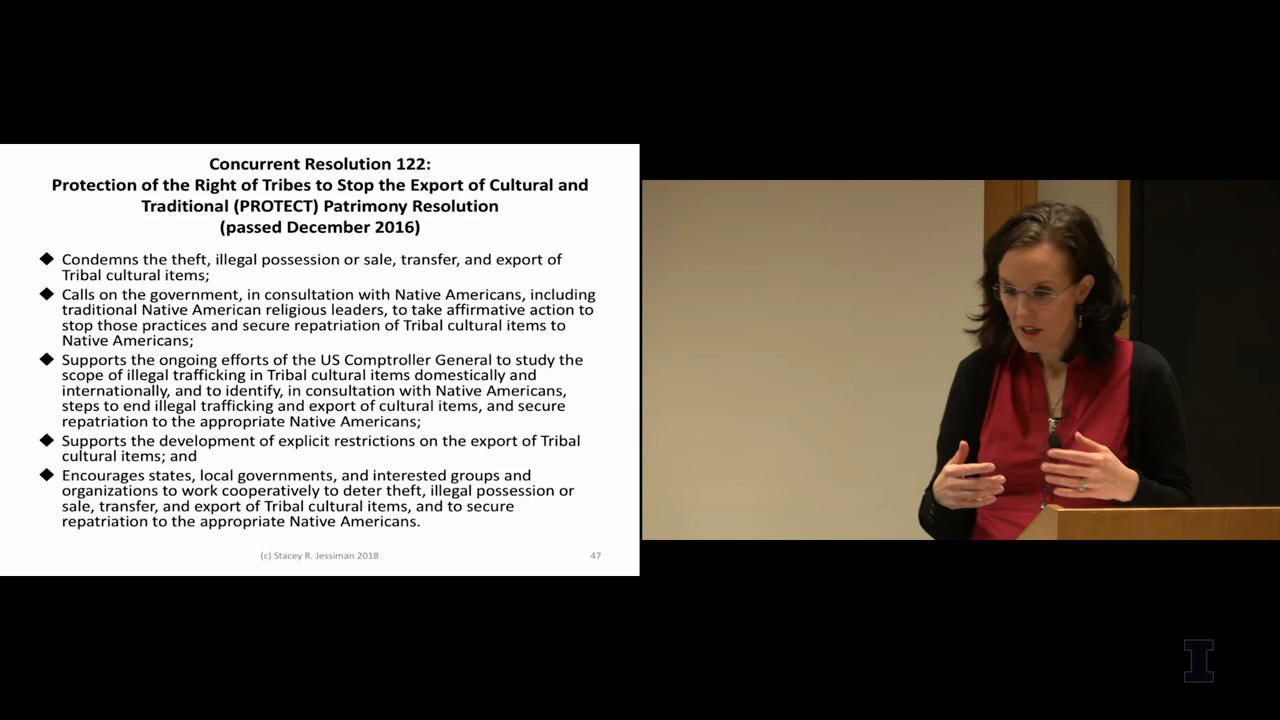 Concurrent Resolution 122:
Protection of the Right of Tribes to Stop the Export of Cultural and
Traditional (PROTECT) Patrimony Resolution
(passed December 2016)
◆ Condemns the theft, illegal possession or sale, transfer, and export of
Tribal cultural items;
◆ Calls on the government, in consultation with Native Americans, including
traditional Native American religious leaders, to take affirmative action to
stop those practices and secure repatriation of Tribal cultural items to
Native Americans;
◆ Supports the ongoing efforts of the US Comptroller General to study the
scope of illegal trafficking in Tribal cultural items domestically and
internationally, and to identify, in consultation with Native Americans,
steps to end illegal trafficking and export of cultural items, and secure
repatriation to the appropriate Native Americans;
◆ Supports the development of explicit restrictions on the export of Tribal
cultural items; and
◆ Encourages states, local governments, and interested groups and
organizations to work cooperatively to deter theft, illegal possession or
sale, transfer, and export of Tribal cultural items, and to secure
repatriation to the appropriate Native Americans.
(c) Stacey R. Jessiman 2018 47
I